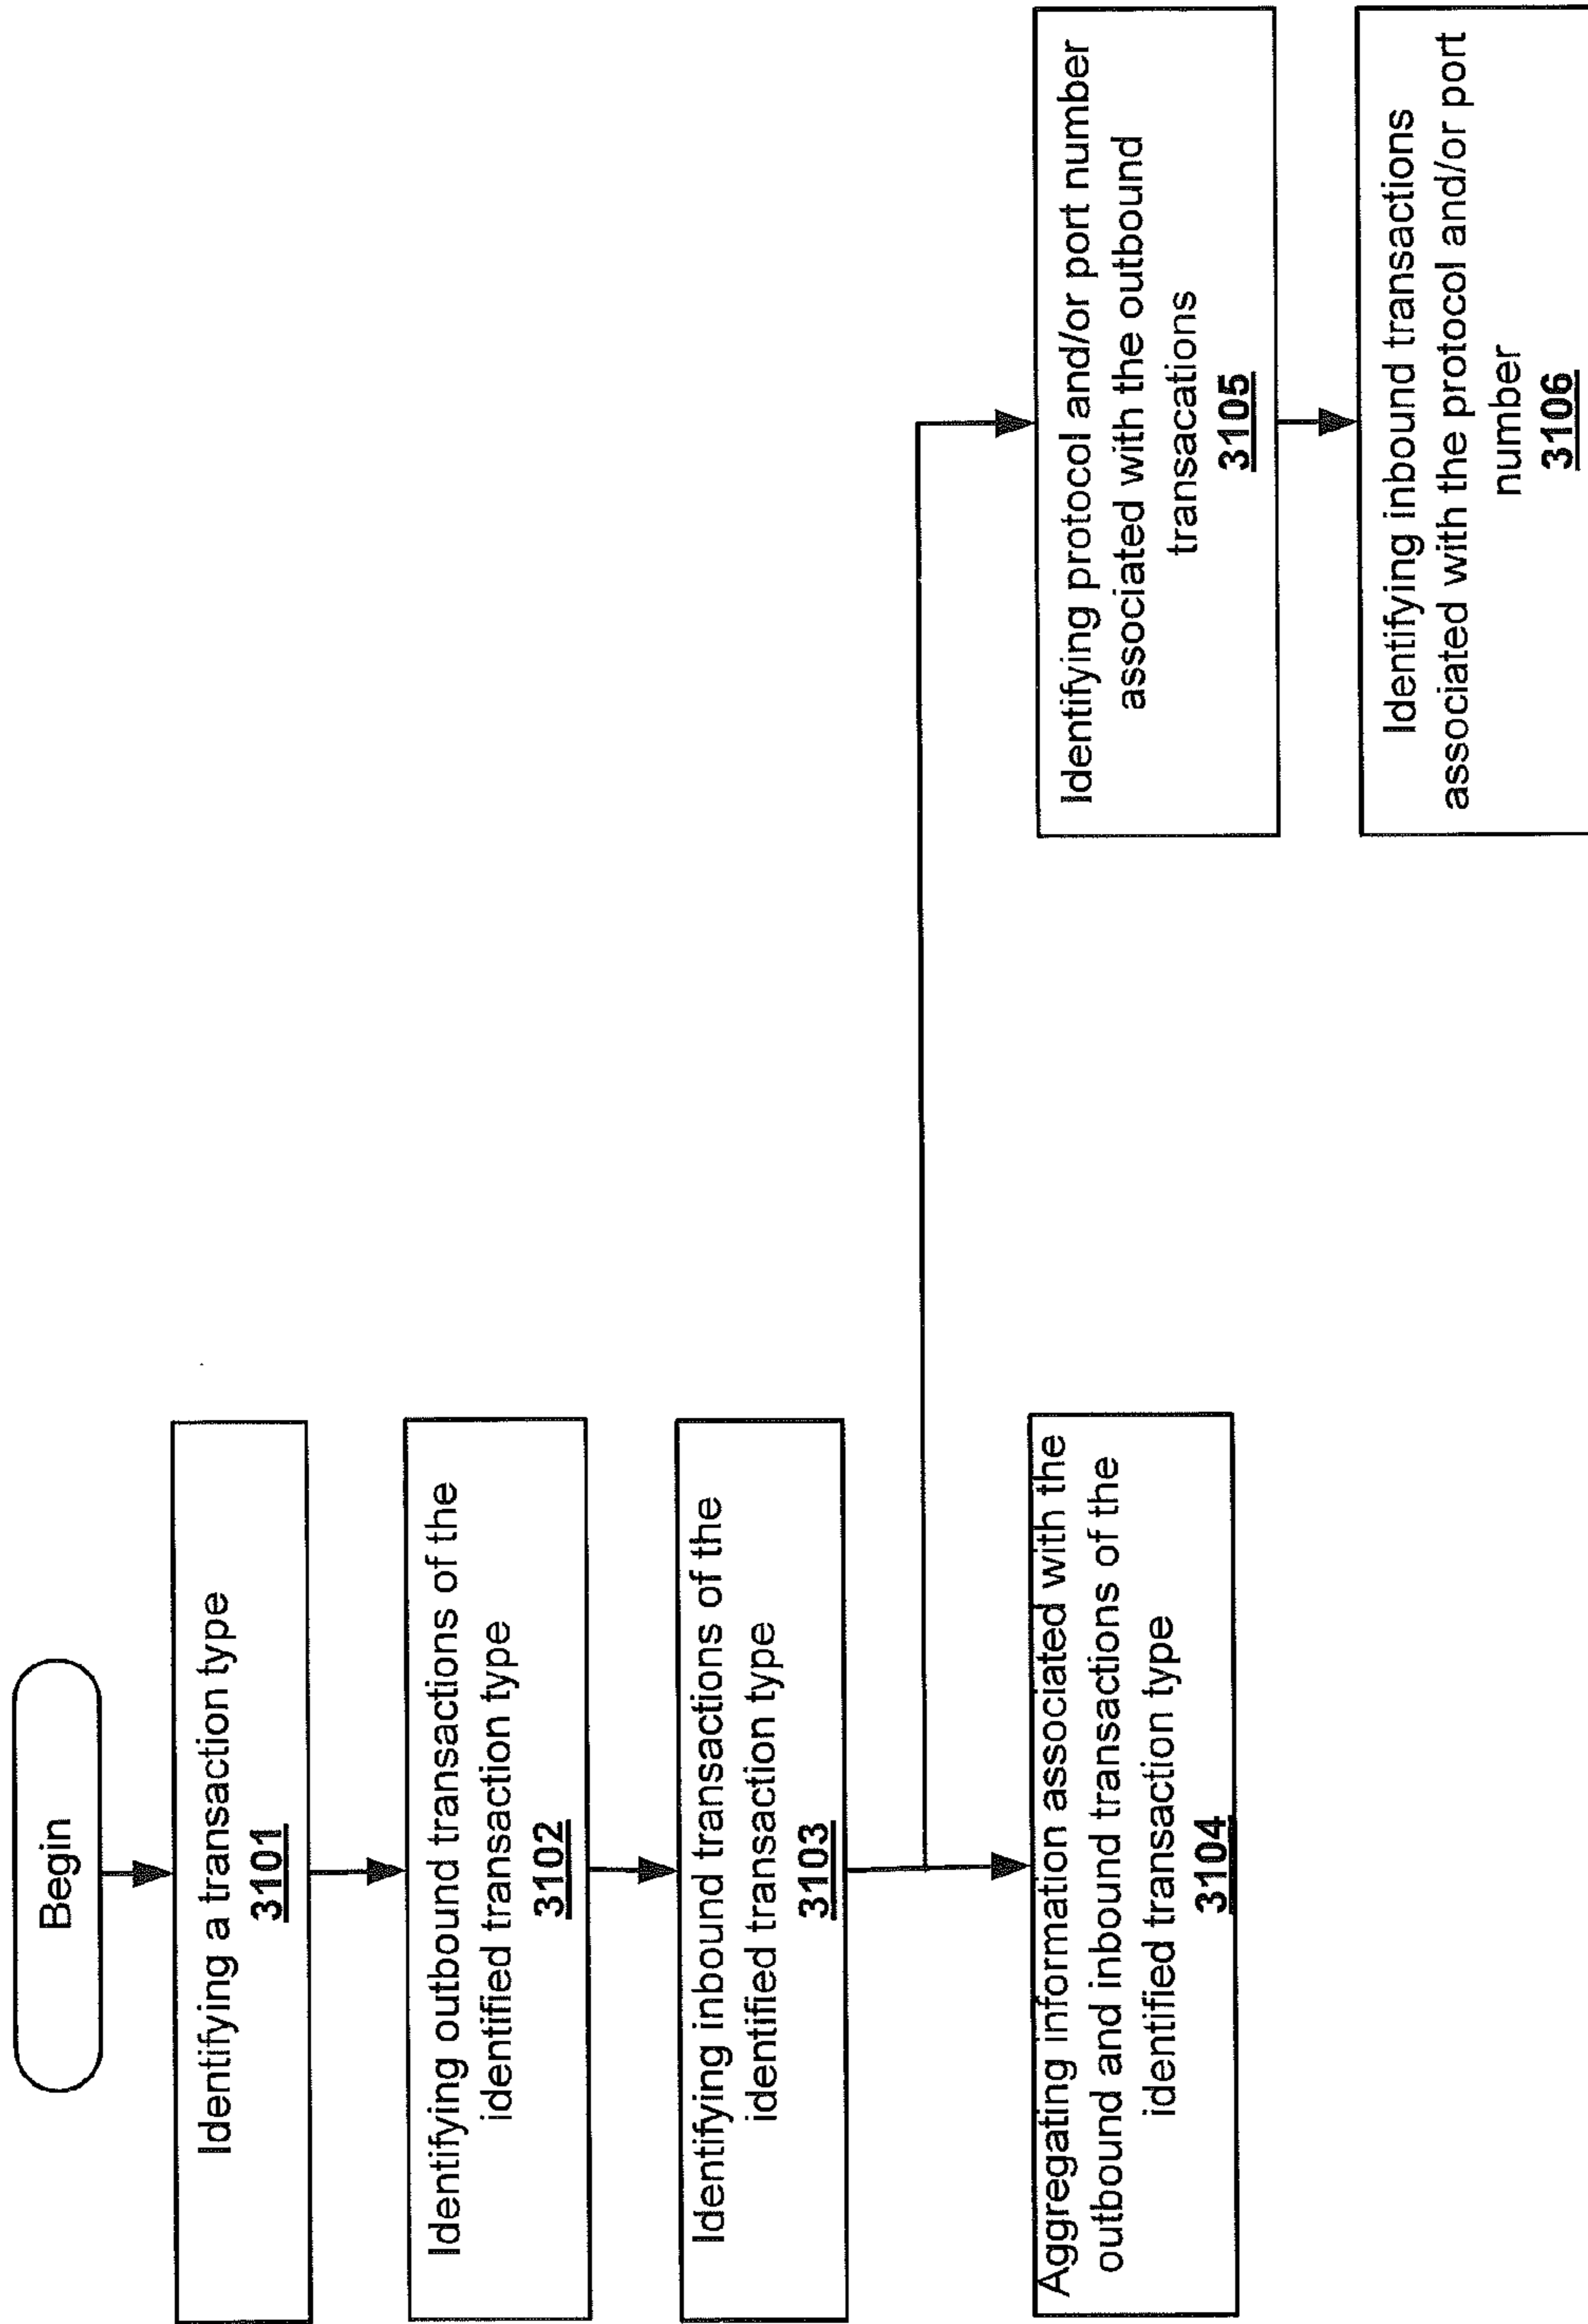 Begin
Identifying a transaction type
3101
Identifying outbound transactions of the
identified transaction type
3102
Identifying inbound transactions of the
identified transaction type
3103
Aggregating information associated with the
outbound and inbound transactions of the
identified transaction type
3104
Identifying protocol and/or port number
associated with the outbound
transacations
3105
Identifying inbound transactions
associated with the protocol and/or port
number
3106